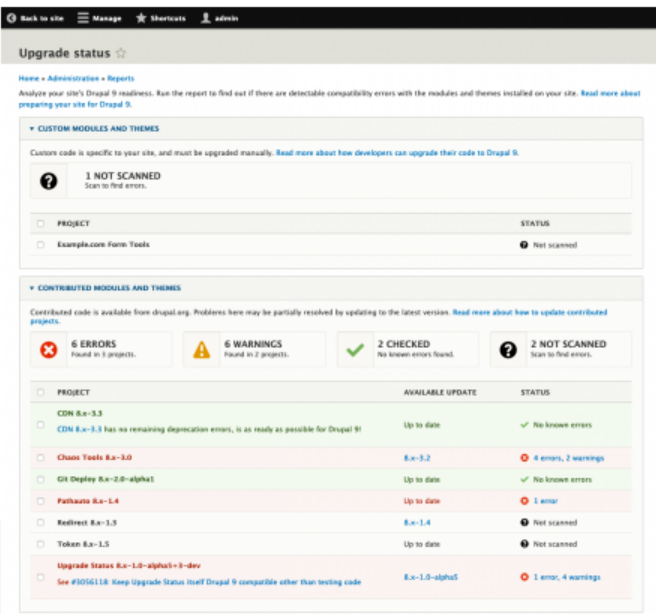 Back to site Manage Shortcuts admin
Upgrade status
Home » Administration » Reports
Analyze your site's Drupal 9 readiness. Run the report to find out if there are detectable compatibility errors with the modules and themes installed on your site. Read more about
preparing your site for Drupal 9.
CUSTOM MODULES AND THEMES
Custom code is specific to your site, and must be upgraded manually. Read more about how developers can upgrade their code to Drupal 9.
1 NOT SCANNED
Scan to find errors.
PROJECT STATUS
Example.com Form Tools Not scanned
CONTRIBUTED MODULES AND THEMES
Contributed code is available from drupal.org. Problems here may be partially resolved by updating to the latest version. Read more about how to update contributed
projects.
6 ERRORS
Found in 3 projects.
6 WARNINGS
Found in 2 projects.
2 CHECKED
No known errors found.
2 NOT SCANNED
Scan to find errors.
PROJECT AVAILABLE UPDATE STATUS
CDN 8.x-3.3
CDN 8.x-3.3 has no remaining deprecation errors, is as ready as possible for Drupal 9! Up to date No known errors
Chaos Tools 8.x-3.0 8.x-3.2 4 errors, 2 warnings
Git Deploy 8.x-2.0-alpha1 Up to date No known errors
Pathauto 8.x-1.4 Up to date 1 error
Redirect 8.x-1.3 8.x-1.4 Not scanned
Token 8.x-1.5 Up to date Not scanned
Upgrade Status 8.x-1.0-alpha5+3-dev
See #3056118: Keep Upgrade Status itself Drupal 9 compatible other than testing code 8.x-1.0-alpha5 1 error, 4 warnings